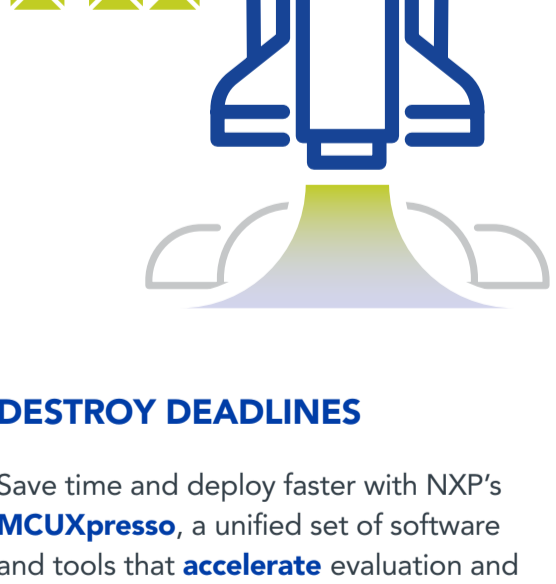 DESTROY DEADLINES
Save time and deploy faster with NXP's
MCUXpresso, a unified set of software
and tools that accelerate evaluation and